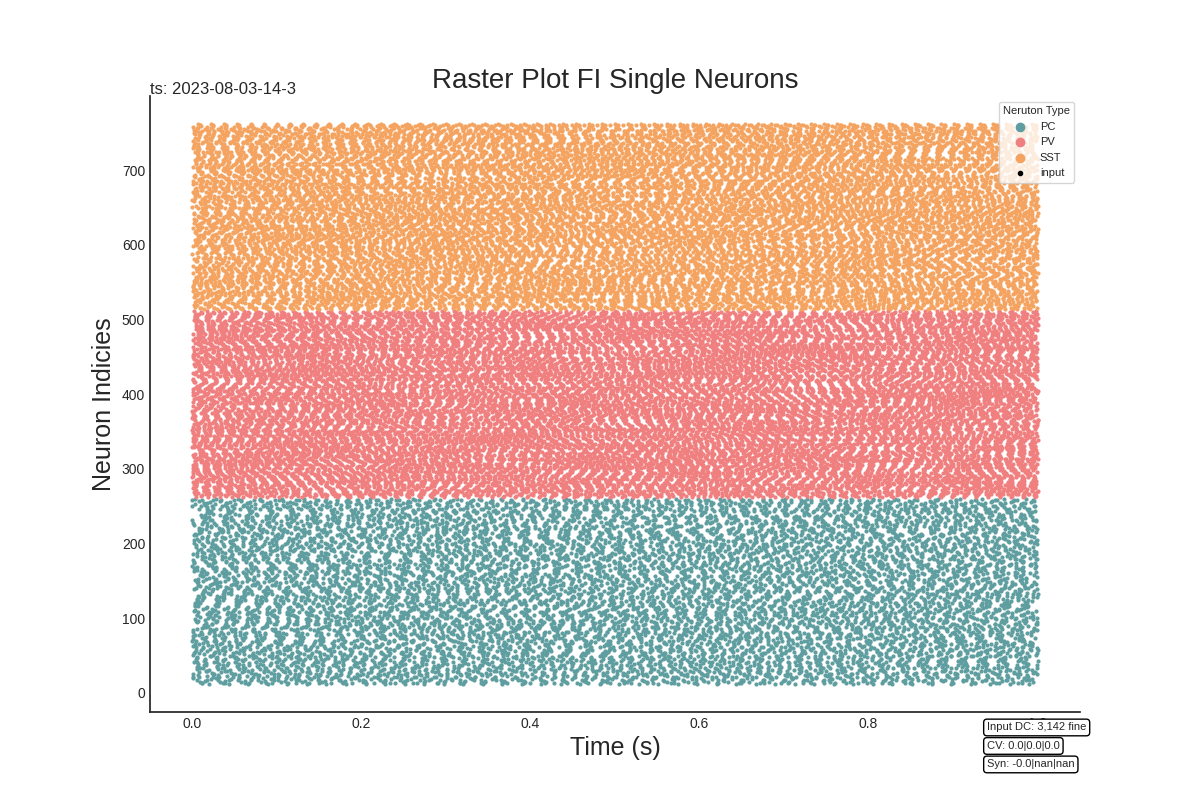 Raster Plot FI Single Neurons
ts: 2023-08-03-14-3
Neruton Type
PC
PV
SST
input
Neuron Indicies
700
600
500
400
300
200
100
0
0.0 0.2 0.4 0.6 0.8
Time (s)
Input DC: 3,142 fine
CV: 0.0|0.0|0.0
Syn: -0.0|nan|nan